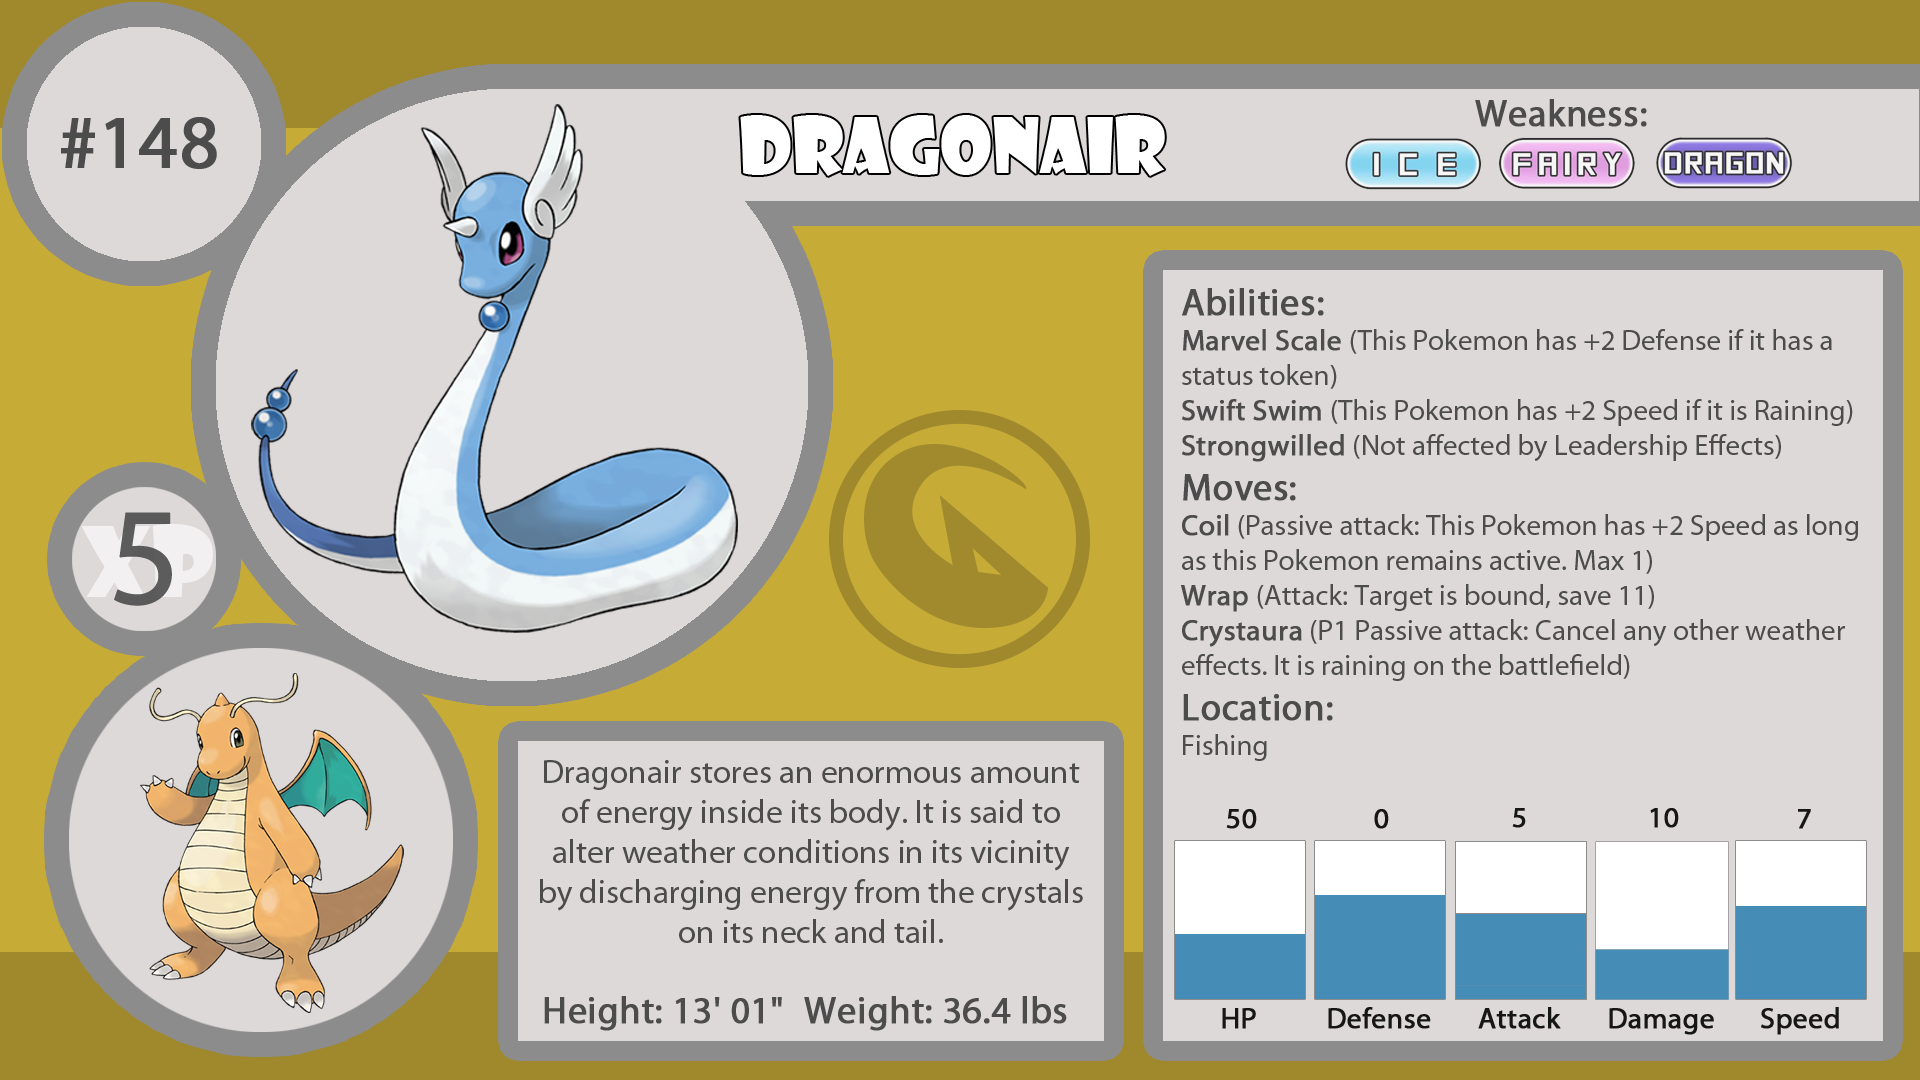 #148
DRAGONAIR
Weakness:
ICE FAIRY DRAGON
Abilities:
Marvel Scale (This Pokemon has +2 Defense if it has a
status token)
Swift Swim (This Pokemon has +2 Speed if it is Raining)
Strongwilled (Not affected by Leadership Effects)
Moves:
Coil (Passive attack: This Pokemon has +2 Speed as long
as this Pokemon remains active. Max 1)
Wrap (Attack: Target is bound, save 11)
Crystaura (P1 Passive attack: Cancel any other weather
effects. It is raining on the battlefield)
Location:
Fishing
50 0 5 10 7
HP Defense Attack Damage Speed
XP
5
Dragonair stores an enormous amount
of energy inside its body. It is said to
alter weather conditions in its vicinity
by discharging energy from the crystals
on its neck and tail.
Height: 13' 01" Weight: 36.4 lbs